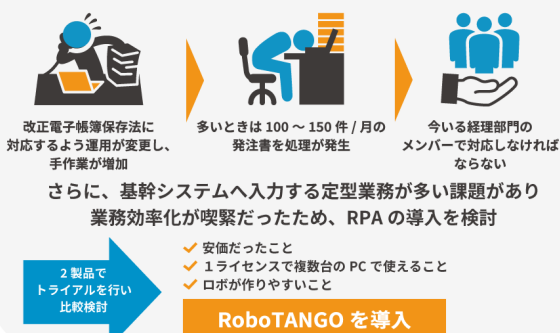 改正電子帳簿保存法に
対応するよう運用が変更し、
手作業が増加
多いときは 100 ～ 150 件 / 月の
発注書を処理が発生
今いる経理部門の
メンバーで対応しなければ
ならない
さらに、基幹システムへ入力する定型業務が多い課題があり
業務効率化が喫緊だったため、RPA の導入を検討
2 製品で
トライアルを行い
比較検討
安価だったこと
１ライセンスで複数台の PC で使えること
ロボが作りやすいこと
RoboTANGO を導入